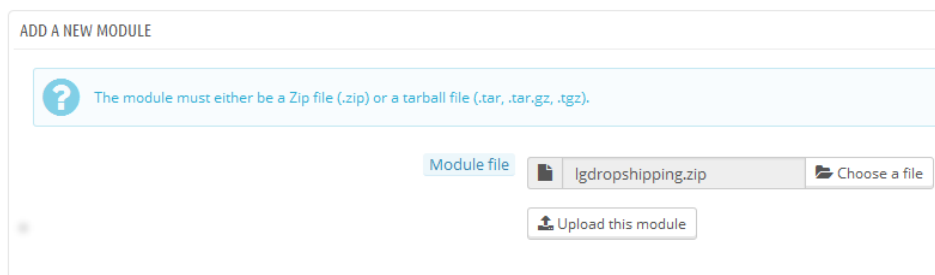 ADD A NEW MODULE
The module must either be a Zip file (.zip) or a tarball file (.tar, .tar.gz, .tgz).
Module file lgdropshipping.zip Choose a file
Upload this module